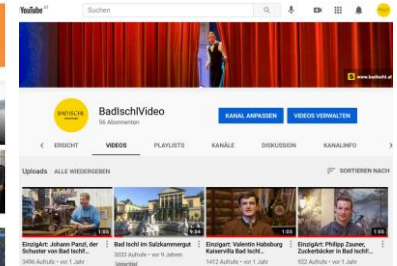 YouTube AT
Suchen
www.badischl.at
BAD ISCHL
BadIschlVideo
56 Abonnenten
KANAL ANPASSEN
VIDEOS VERWALTEN
ERSICHT VIDEOS PLAYLISTS KANÄLE DISKUSSION KANALINFO
Uploads ALLE WIEDERGEBEN SORTIEREN NACH
1:05
9:54
1:05
1:05
EinzigArt: Johann Panzl, der
Schuster von Bad Ischl...
3496 Aufrufe • vor 1 Jahr
Bad Ischl im Salzkammergut
3033 Aufrufe • vor 9 Jahren
Untertitel
EinzigArt: Valentin Habsburg
Kaiservilla Bad Ischl...
1412 Aufrufe • vor 1 Jahr
EinzigArt: Philipp Zauner,
Zuckerbäcker in Bad Ischl...
922 Aufrufe • vor 1 Jahr